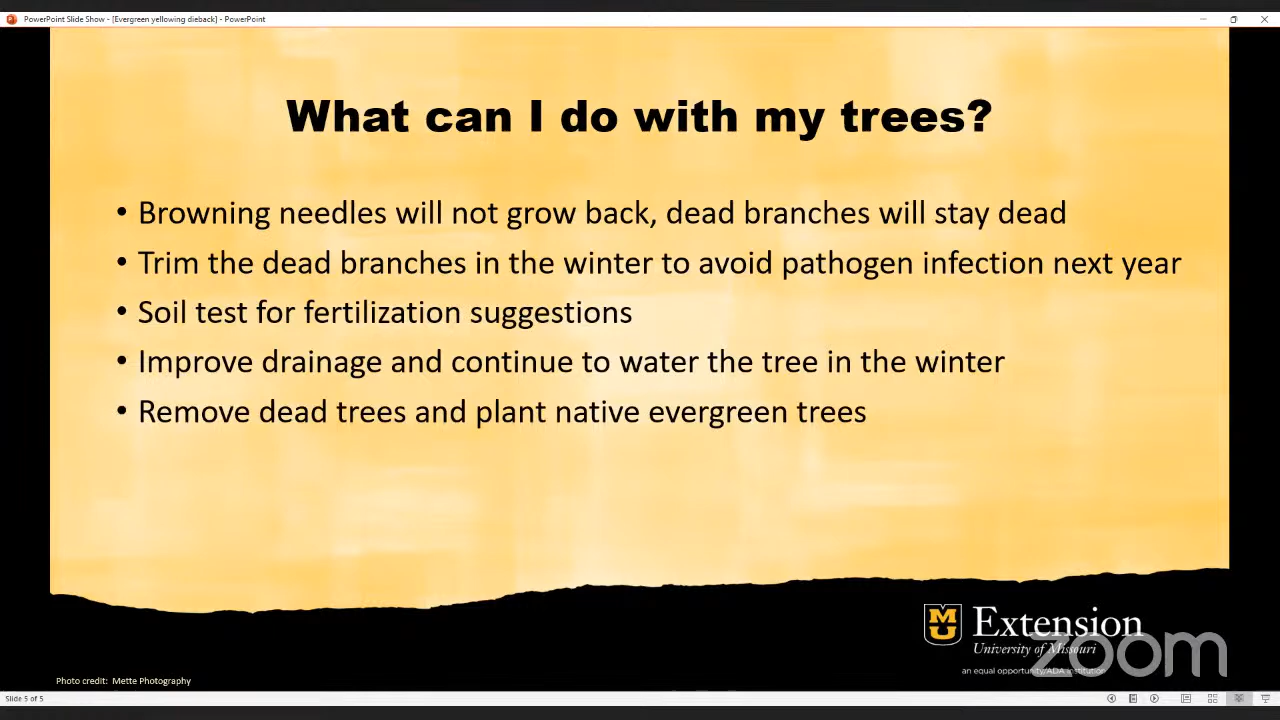 PowerPoint Slide Show - [Evergreen yellowing dieback] - PowerPoint
What can I do with my trees?
• Browning needles will not grow back, dead branches will stay dead
• Trim the dead branches in the winter to avoid pathogen infection next year
• Soil test for fertilization suggestions
• Improve drainage and continue to water the tree in the winter
• Remove dead trees and plant native evergreen trees
MU
Extension
University of Missouri
an equal opportunity/ADA institution
zoom
Photo credit: Mette Photography
Slide 5 of 5